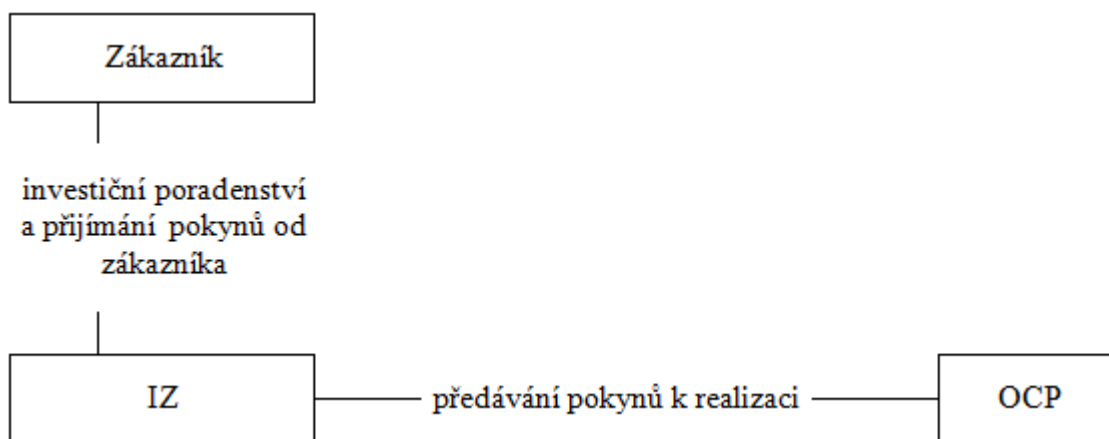 Zákazník
investiční poradenství
a přijímání pokynů od
zákazníka
IZ
předávání pokynů k realizaci
OCP